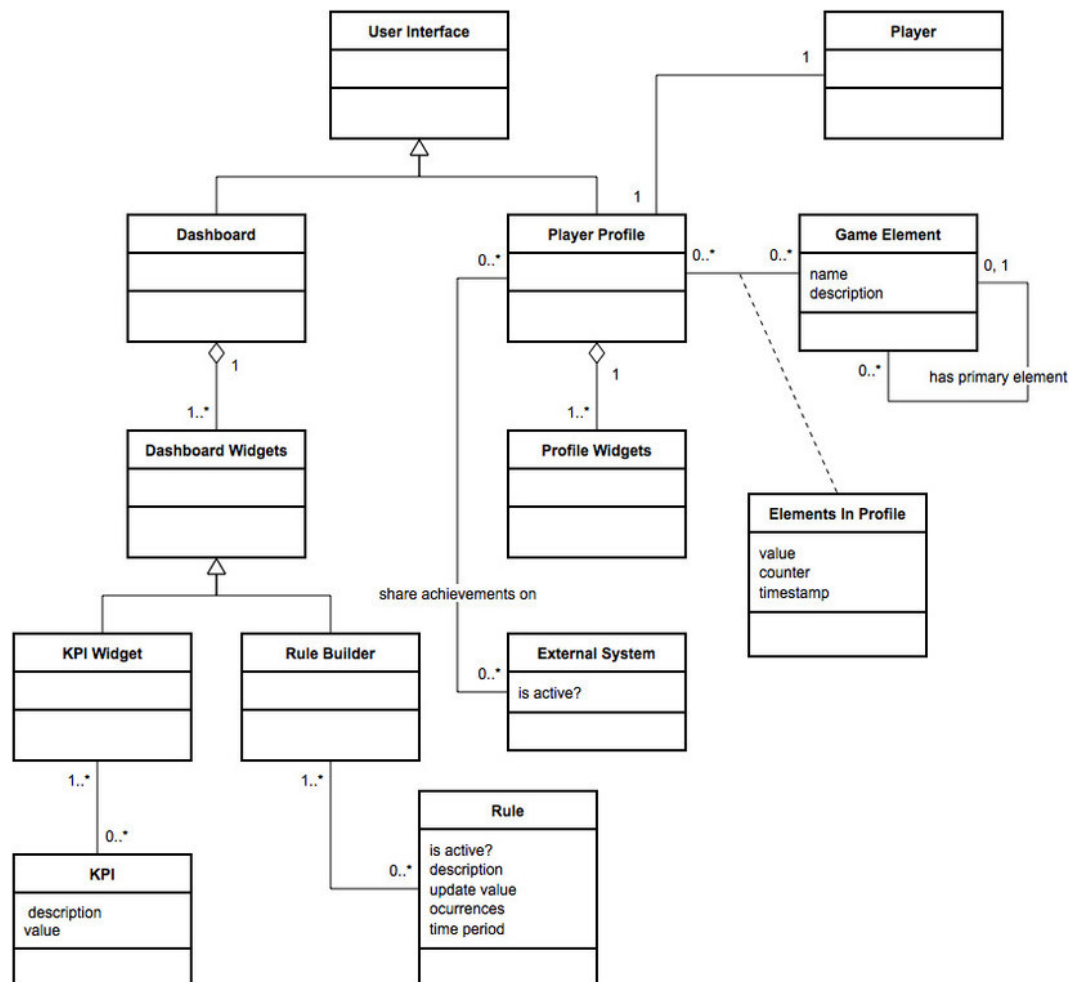 User Interface
Player
1
1
Dashboard
Player Profile
Game Element
0..*
0..*
0..*
0, 1
name
description
1
1
0..*
has primary element
1..*
1..*
Dashboard Widgets
Profile Widgets
Elements In Profile
value
counter
timestamp
share achievements on
KPI Widget
Rule Builder
External System
0..*
is active?
1..*
1..*
Rule
0..*
is active?
description
update value
ocurrences
time period
0..*
KPI
description
value